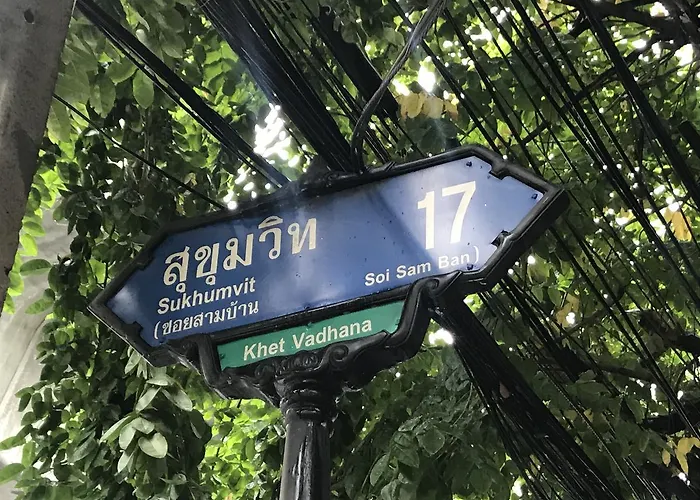 สุขุมวิท 17
Sukhumvit
(ซอยสามบ้าน Soi Sam Ban)
Khet Vadhana